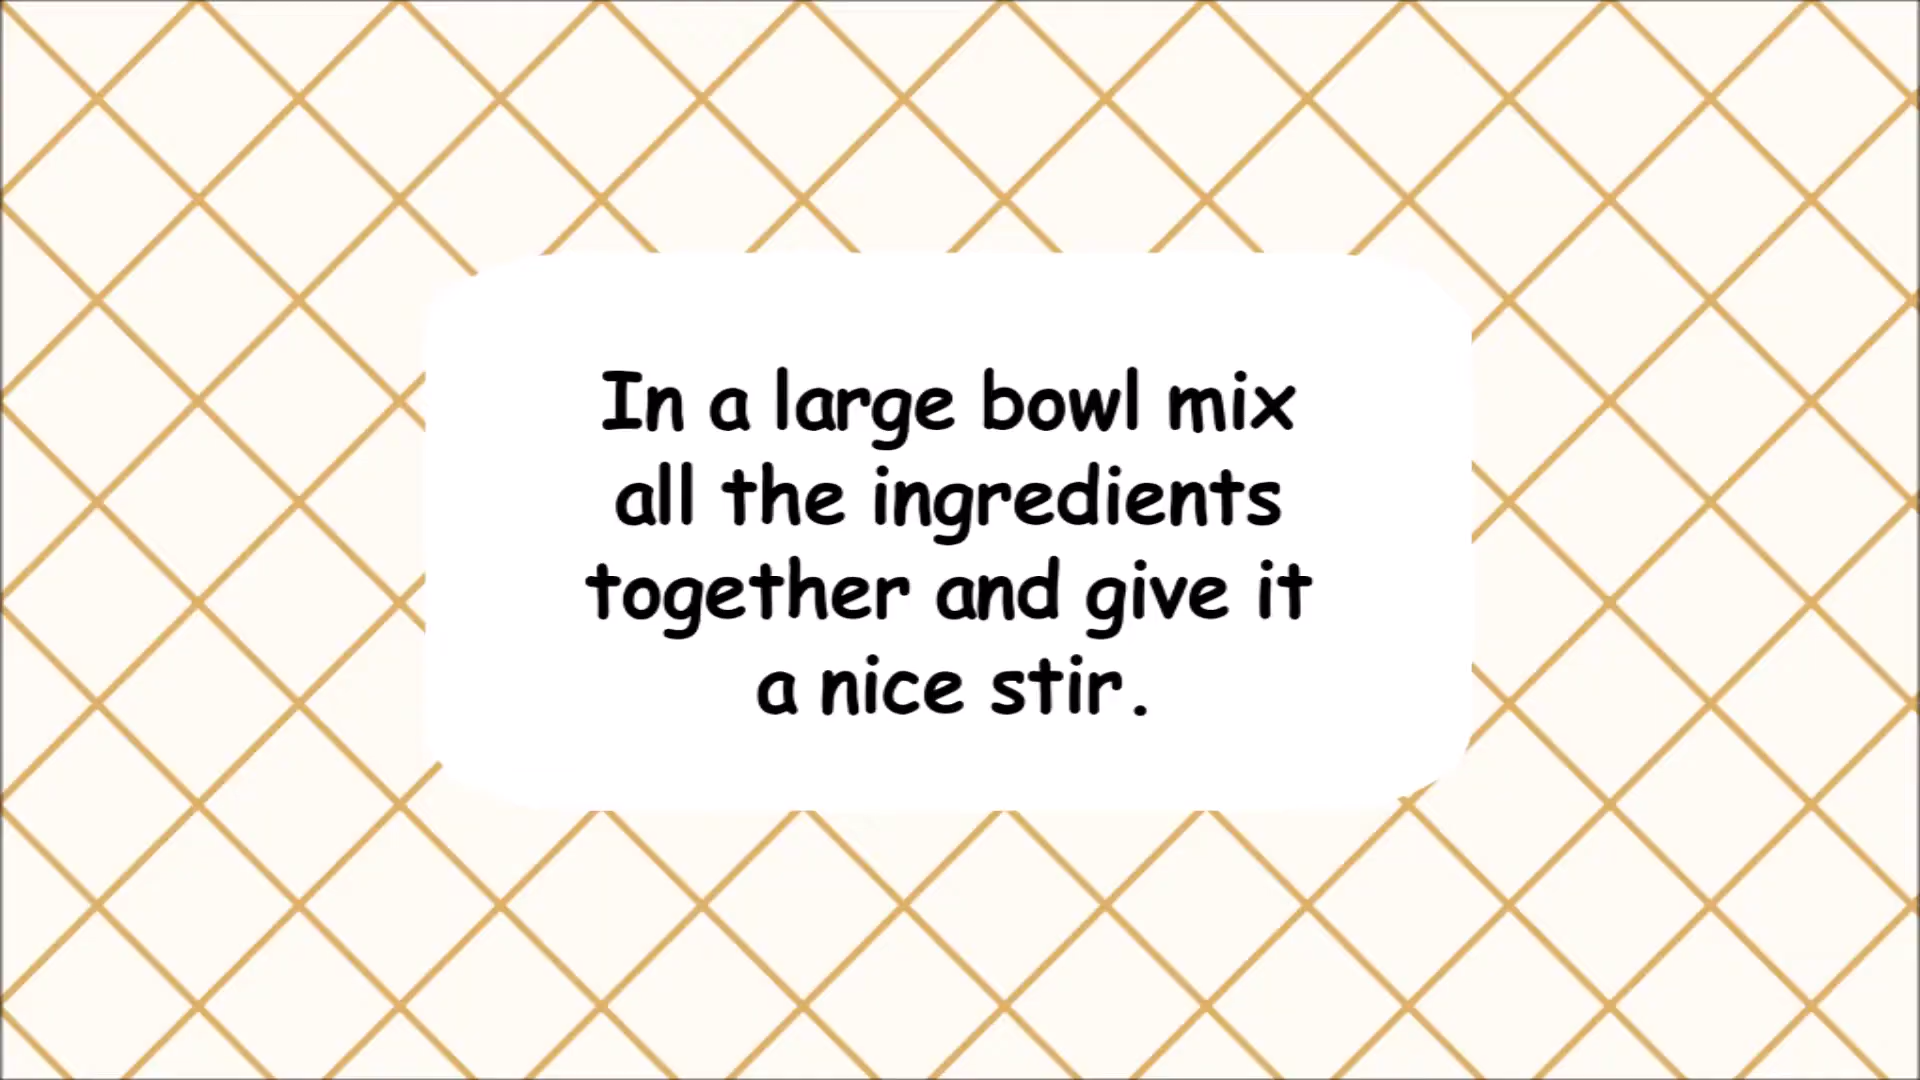 In a large bowl mix
all the ingredients
together and give it
a nice stir.